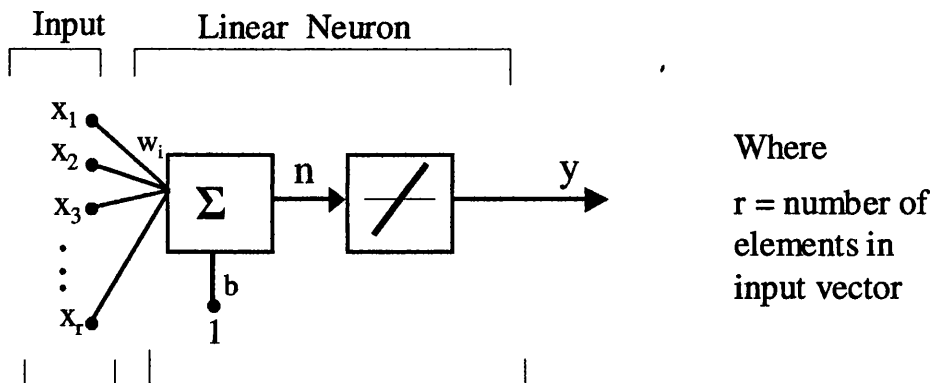 Input
Linear Neuron
x₁
wᵢ
x₂
x₃
xᵣ
Σ
n
y
b
1
Where
r = number of
elements in
input vector